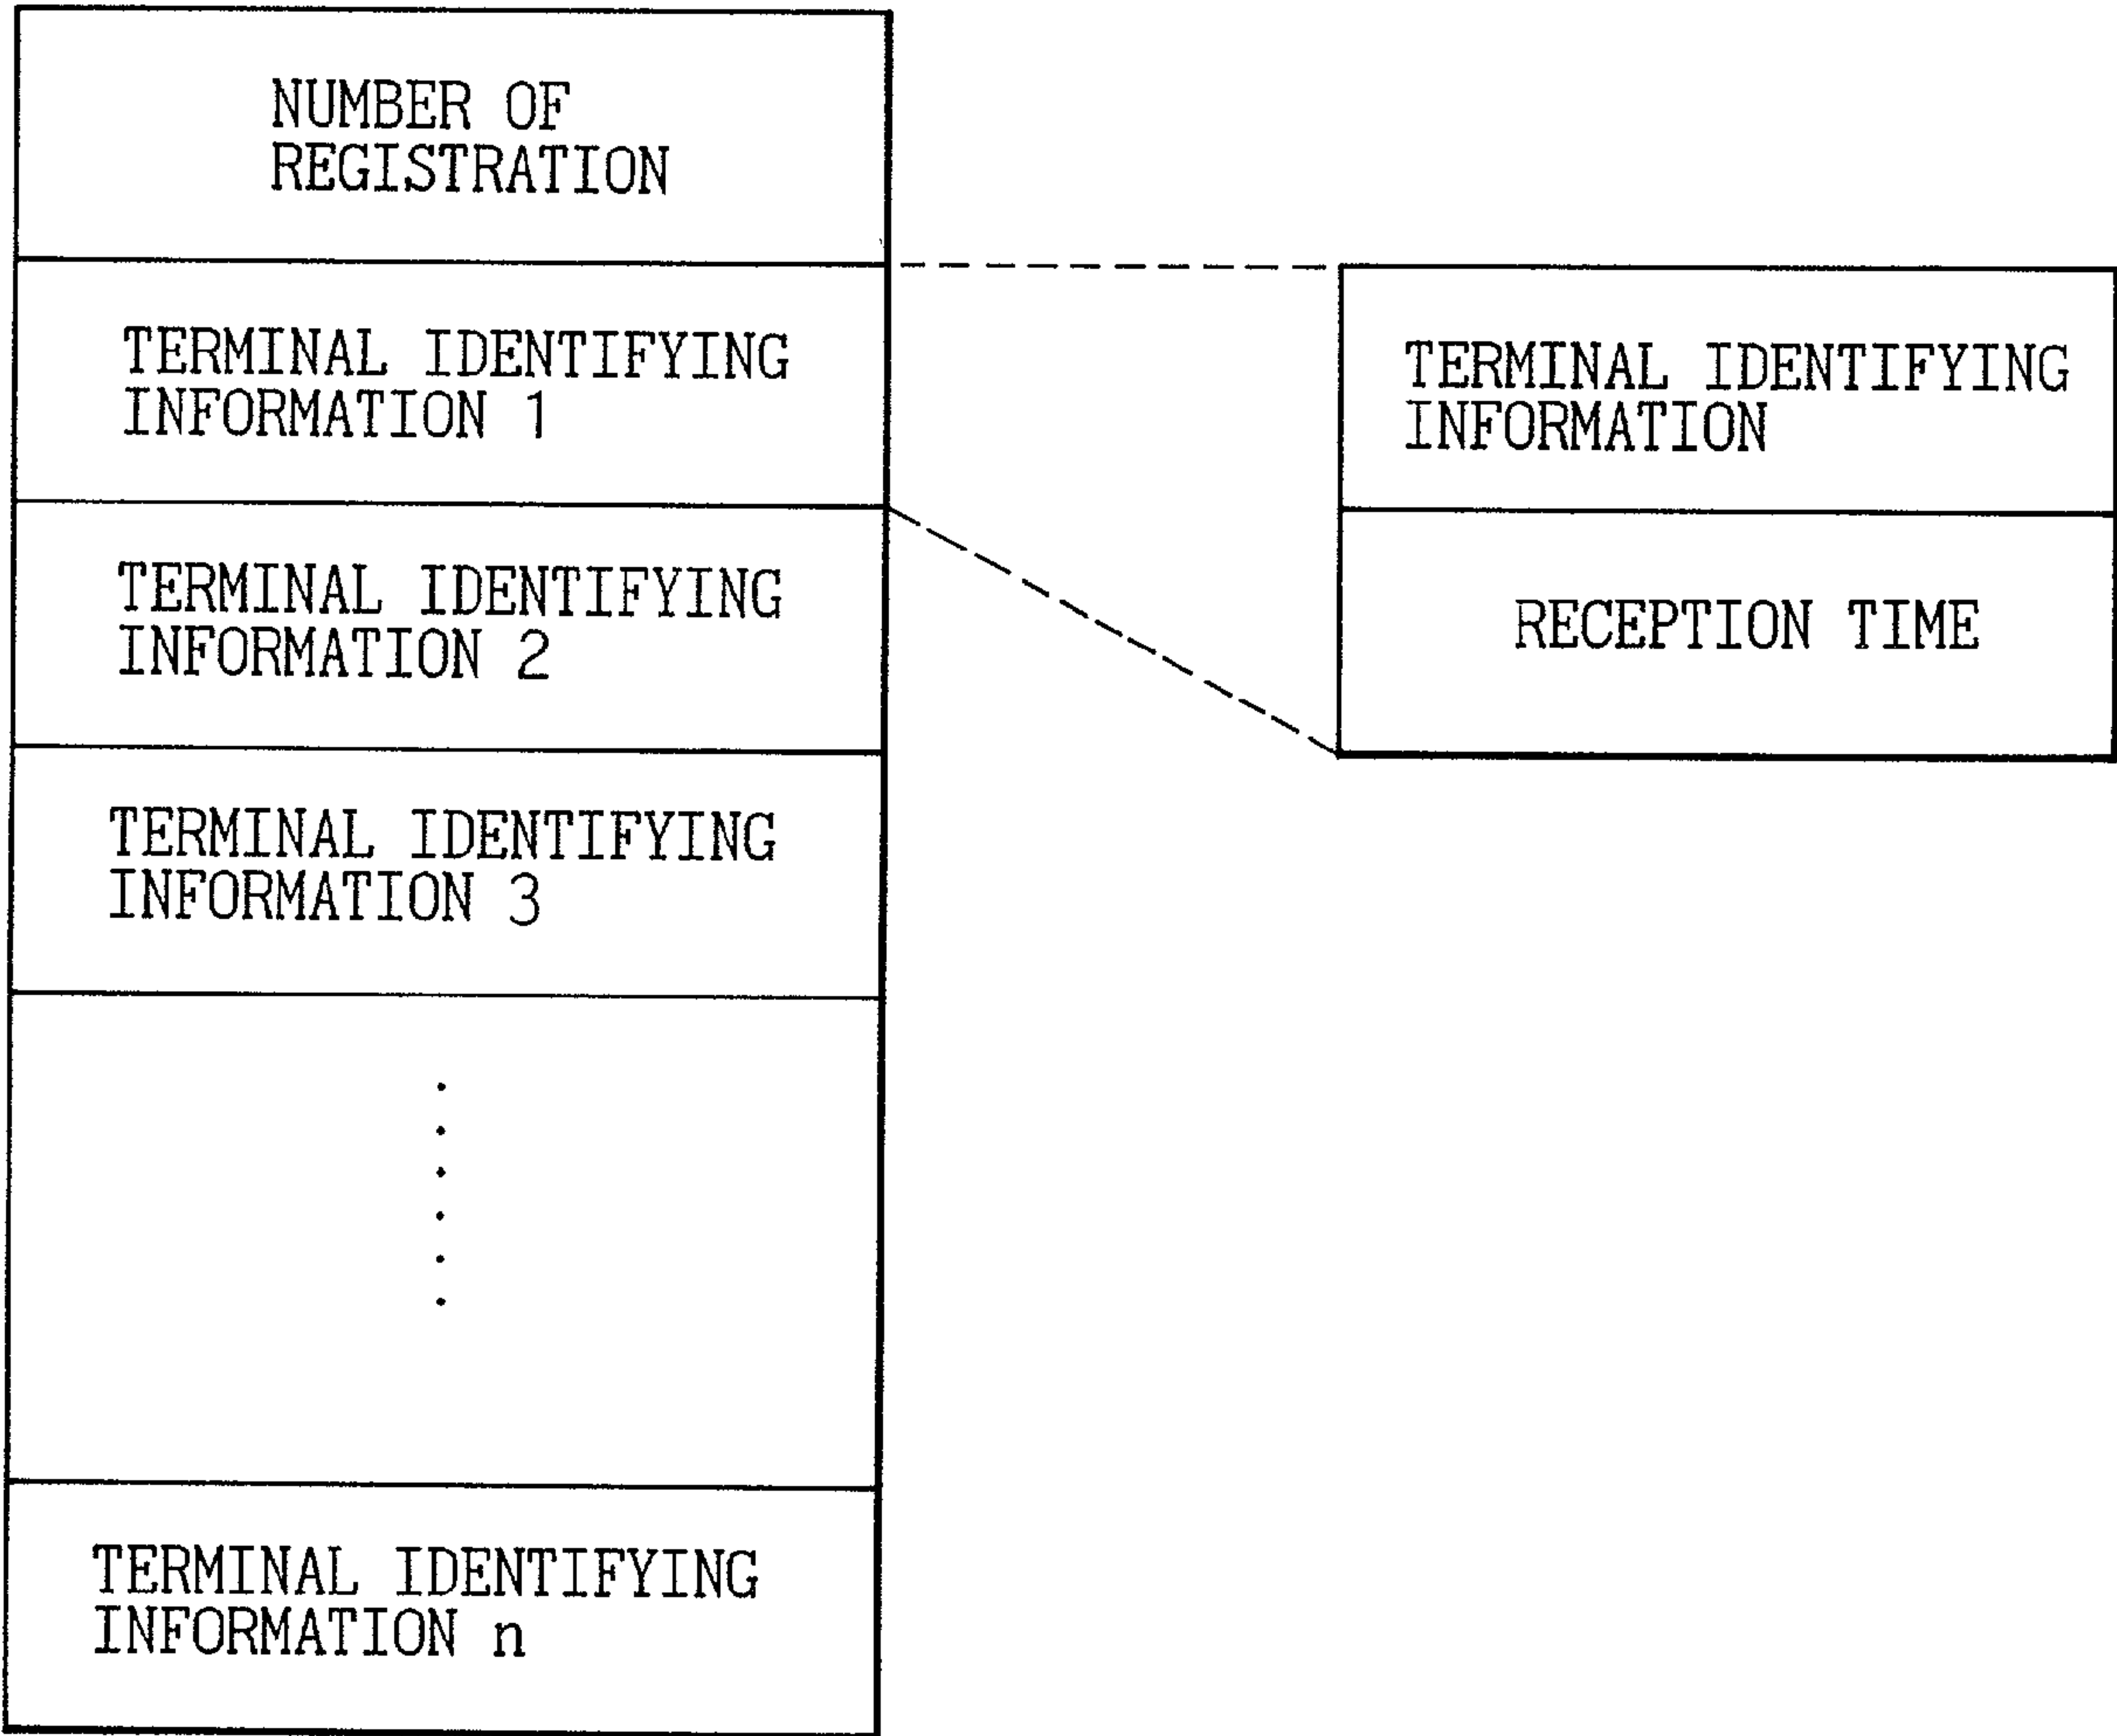 NUMBER OF
REGISTRATION
TERMINAL IDENTIFYING
INFORMATION 1
TERMINAL IDENTIFYING
INFORMATION 2
TERMINAL IDENTIFYING
INFORMATION 3
TERMINAL IDENTIFYING
INFORMATION n
TERMINAL IDENTIFYING
INFORMATION
RECEPTION TIME